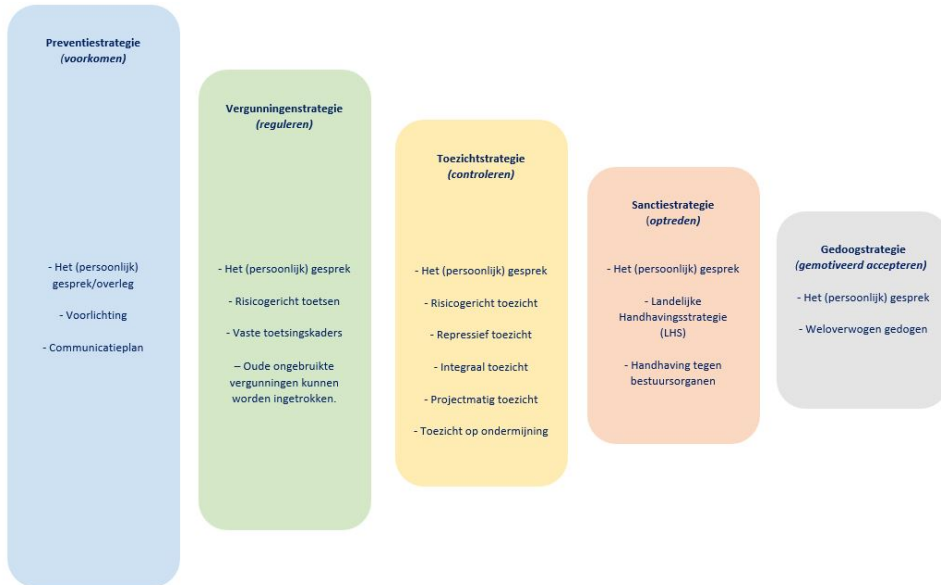 Preventiestrategie
(voorkomen)
- Het (persoonlijk)
gesprek/overleg
- Voorlichting
- Communicatieplan
Vergunningenstrategie
(reguleren)
- Het (persoonlijk) gesprek
- Risicogericht toetsen
- Vaste toetsingskaders
– Oude ongebruikte
vergunningen kunnen
worden ingetrokken.
Toezichtstrategie
(controleren)
- Het (persoonlijk) gesprek
- Risicogericht toezicht
- Repressief toezicht
- Integraal toezicht
- Projectmatig toezicht
- Toezicht op ondermijning
Sanctiestrategie
(optreden)
- Het (persoonlijk) gesprek
- Landelijke
Handhavingsstrategie
(LHS)
- Handhaving tegen
bestuursorganen
Gedoogstrategie
(gemotiveerd accepteren)
- Het (persoonlijk) gesprek
- Weloverwogen gedogen